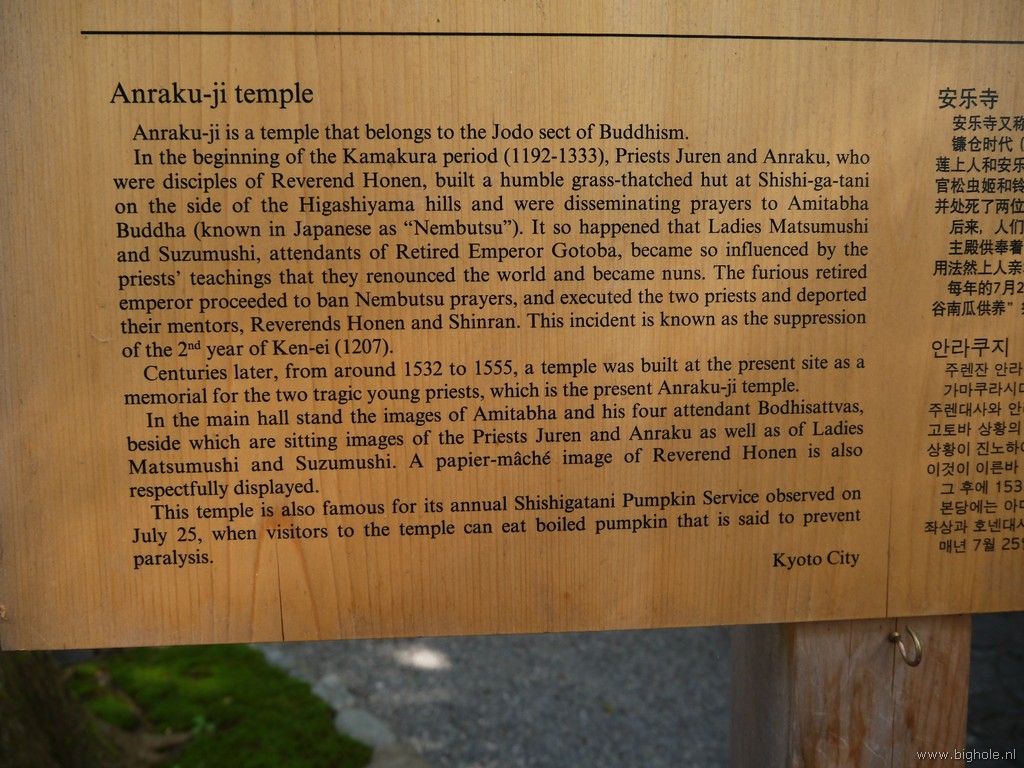 Anraku-ji temple
Anraku-ji is a temple that belongs to the Jodo sect of Buddhism.
In the beginning of the Kamakura period (1192-1333), Priests Juren and Anraku, who
were disciples of Reverend Honen, built a humble grass-thatched hut at Shishi-ga-tani
on the side of the Higashiyama hills and were disseminating prayers to Amitabha
Buddha (known in Japanese as “Nembutsu”). It so happened that Ladies Matsumushi
and Suzumushi, attendants of Retired Emperor Gotoba, became so influenced by the
priests’ teachings that they renounced the world and became nuns. The furious retired
emperor proceeded to ban Nembutsu prayers, and executed the two priests and deported
their mentors, Reverends Honen and Shinran. This incident is known as the suppression
of the 2nd year of Ken-ei (1207).
Centuries later, from around 1532 to 1555, a temple was built at the present site as a
memorial for the two tragic young priests, which is the present Anraku-ji temple.
In the main hall stand the images of Amitabha and his four attendant Bodhisattvas,
beside which are sitting images of the Priests Juren and Anraku as well as of Ladies
Matsumushi and Suzumushi. A papier-mâché image of Reverend Honen is also
respectfully displayed.
This temple is also famous for its annual Shishigatani Pumpkin Service observed on
July 25, when visitors to the temple can eat boiled pumpkin that is said to prevent
paralysis.
Kyoto City
安乐寺
安乐寺又称
镰仓时代（
莲上人和安乐
官松虫姬和铃
并处死了两位
后来，人们
主殿供奉着
用法然上人亲
每年的7月2
谷南瓜供养”
안라쿠지
주렌잔 안라
가마쿠라시대
주렌대사와 안
고토바 상황의
상황이 진노하
이것이 이른바
그 후에 153
본당에는 아미
좌상과 호넨대사
매년 7월 25
www.bighole.nl